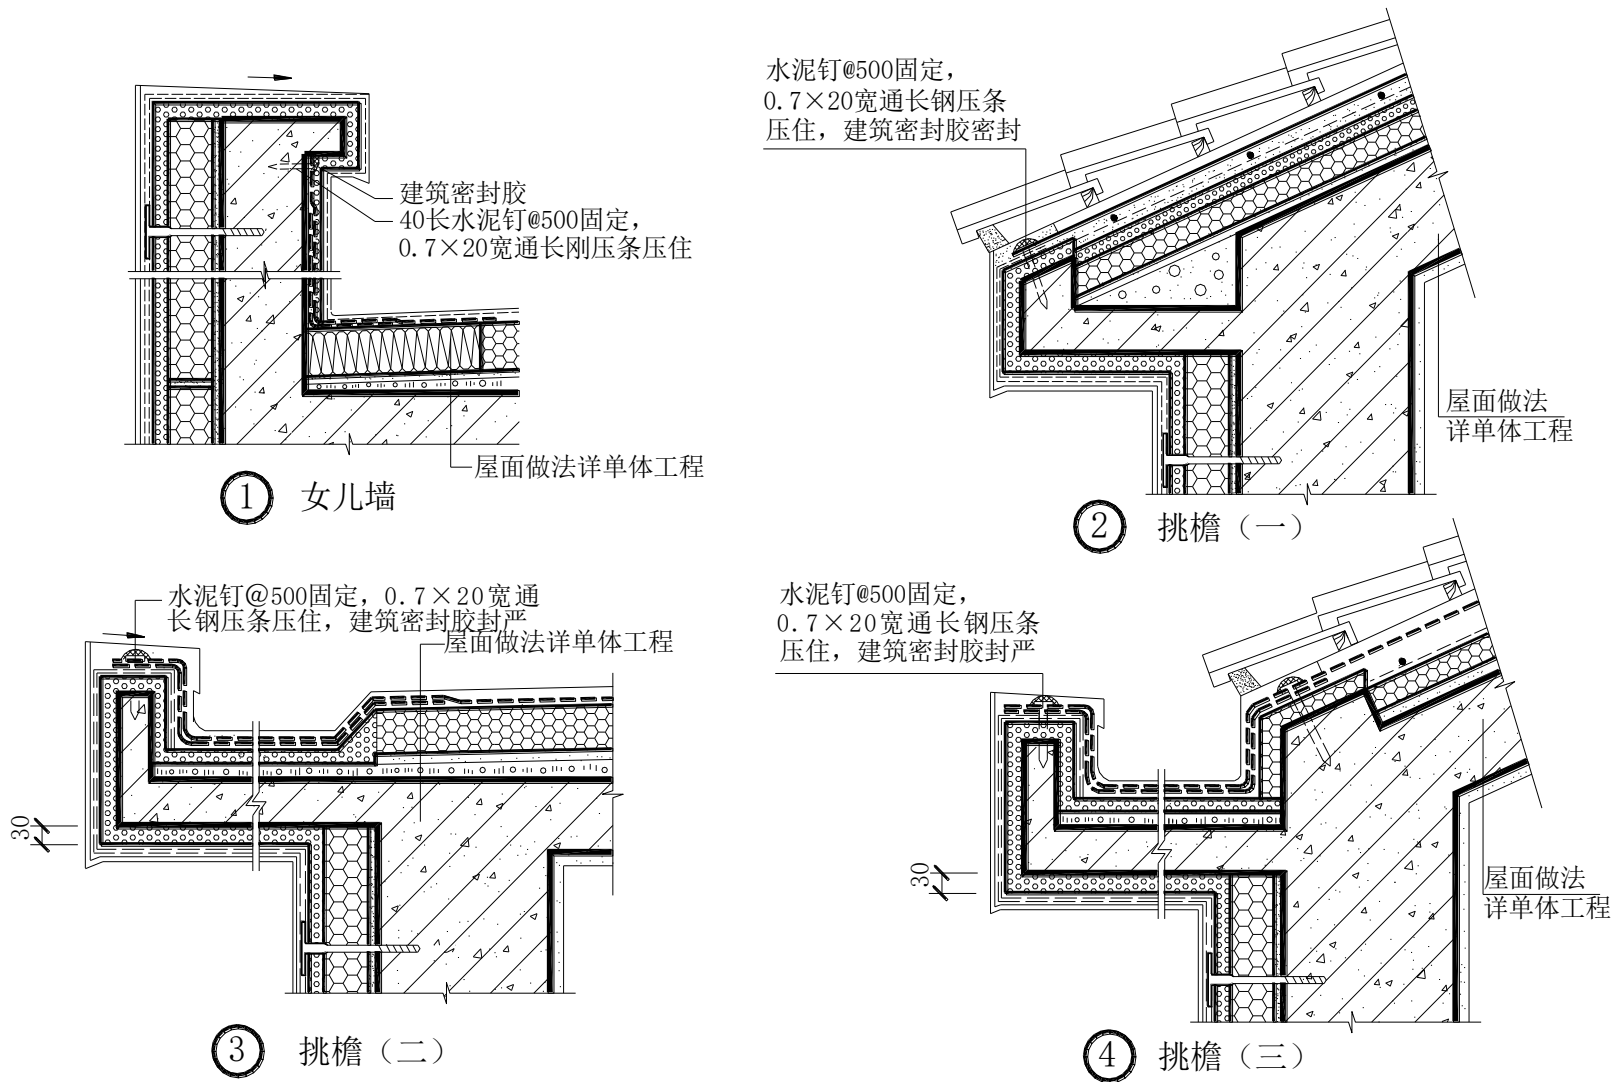 建筑密封胶
40长水泥钉@500固定，
0.7×20宽通长刚压条压住
屋面做法详单体工程
1 女儿墙
水泥钉@500固定，
0.7×20宽通长钢压条
压住，建筑密封胶密封
屋面做法
详单体工程
2 挑檐（一）
水泥钉@500固定，0.7×20宽通
长钢压条压住，建筑密封胶封严
屋面做法详单体工程
30
3 挑檐（二）
水泥钉@500固定，
0.7×20宽通长钢压条
压住，建筑密封胶封严
30
屋面做法
详单体工程
4 挑檐（三）